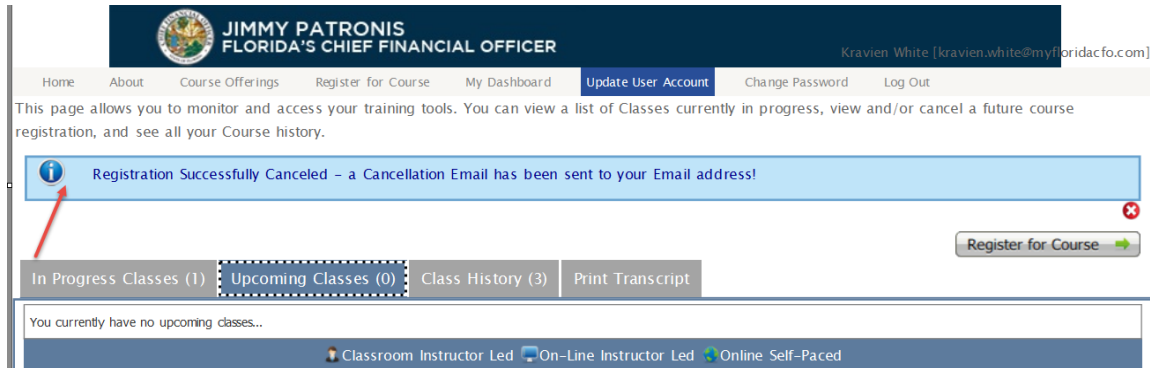 JIMMY PATRONIS
FLORIDA'S CHIEF FINANCIAL OFFICER
Kravien White [kravien.white@myfloridacfo.com]
Home About Course Offerings Register for Course My Dashboard Update User Account Change Password Log Out
This page allows you to monitor and access your training tools. You can view a list of Classes currently in progress, view and/or cancel a future course
registration, and see all your Course history.
Registration Successfully Canceled – a Cancellation Email has been sent to your Email address!
Register for Course
In Progress Classes (1) Upcoming Classes (0) Class History (3) Print Transcript
You currently have no upcoming classes...
Classroom Instructor Led On-Line Instructor Led Online Self-Paced